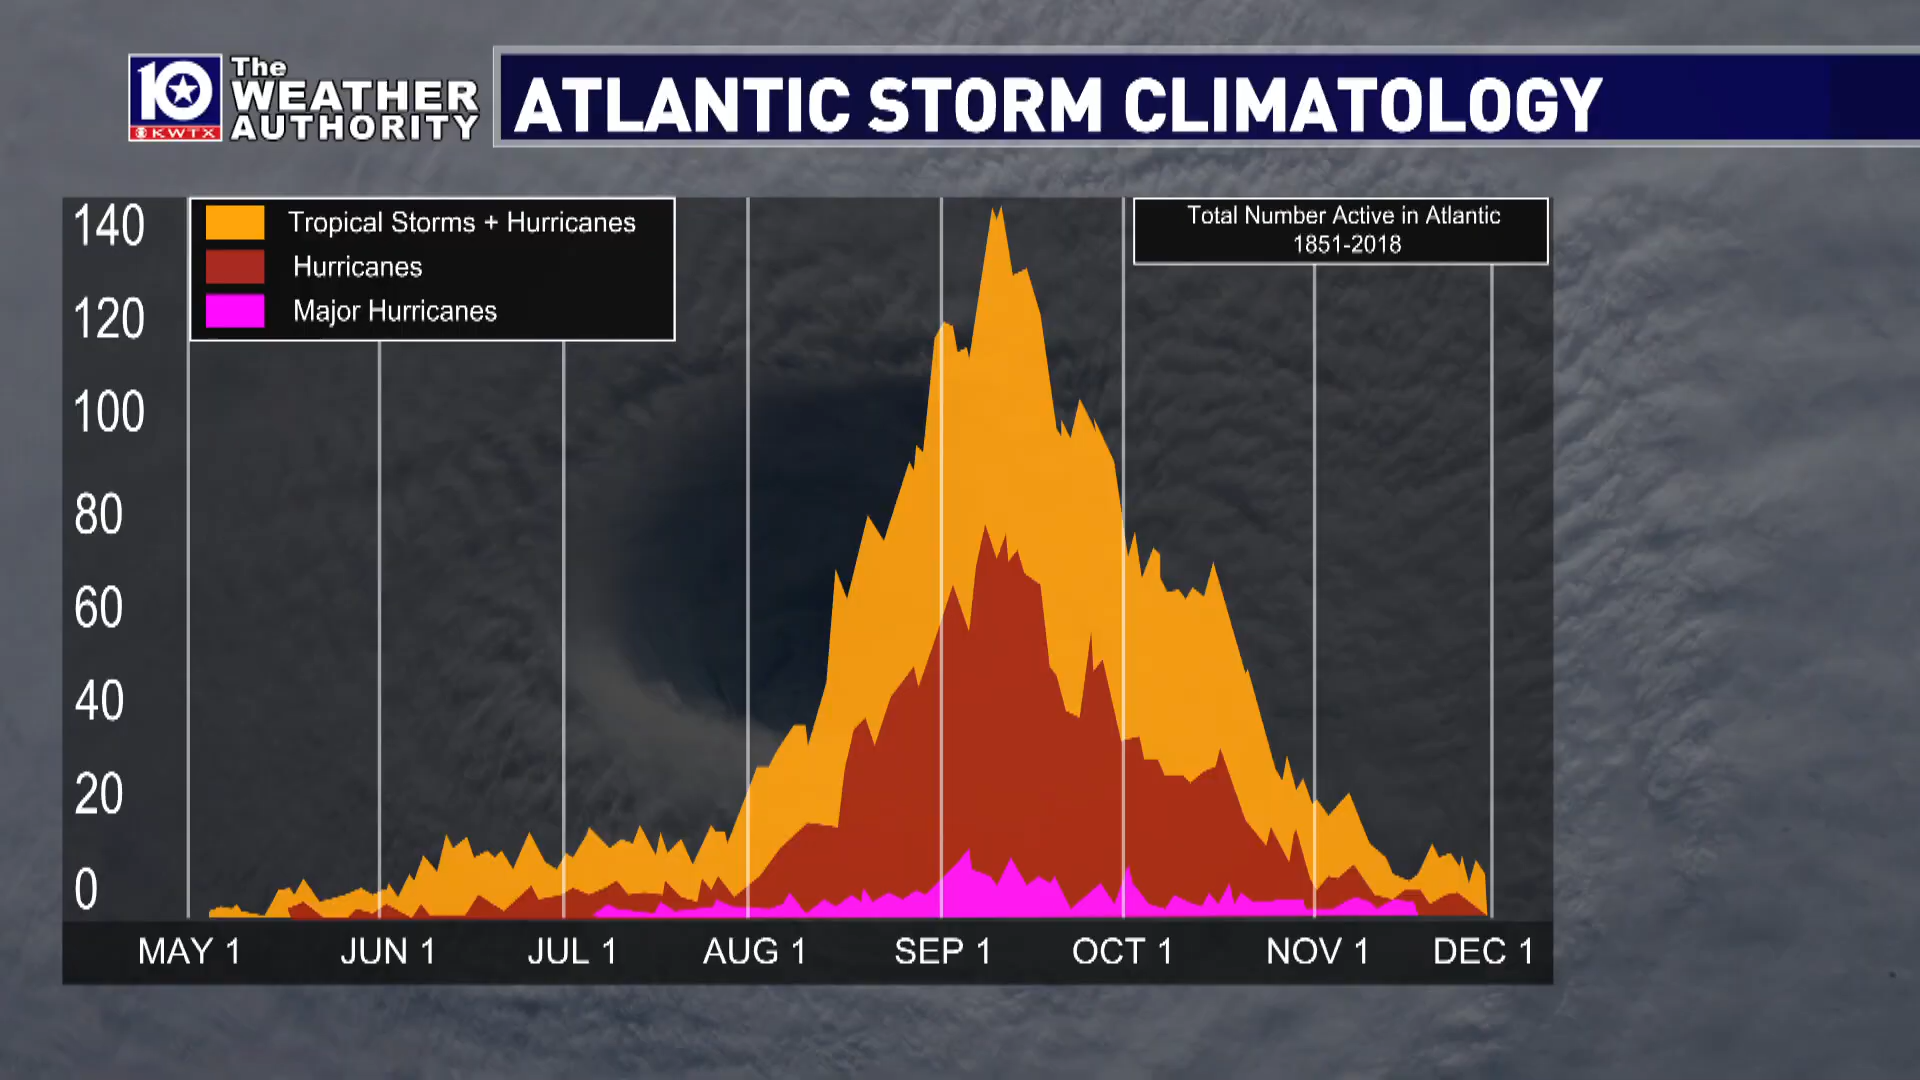 10
KWTX
The
WEATHER
AUTHORITY
ATLANTIC STORM CLIMATOLOGY
Tropical Storms + Hurricanes
Hurricanes
Major Hurricanes
Total Number Active in Atlantic
1851-2018
140
120
100
80
60
40
20
0
MAY 1 JUN 1 JUL 1 AUG 1 SEP 1 OCT 1 NOV 1 DEC 1